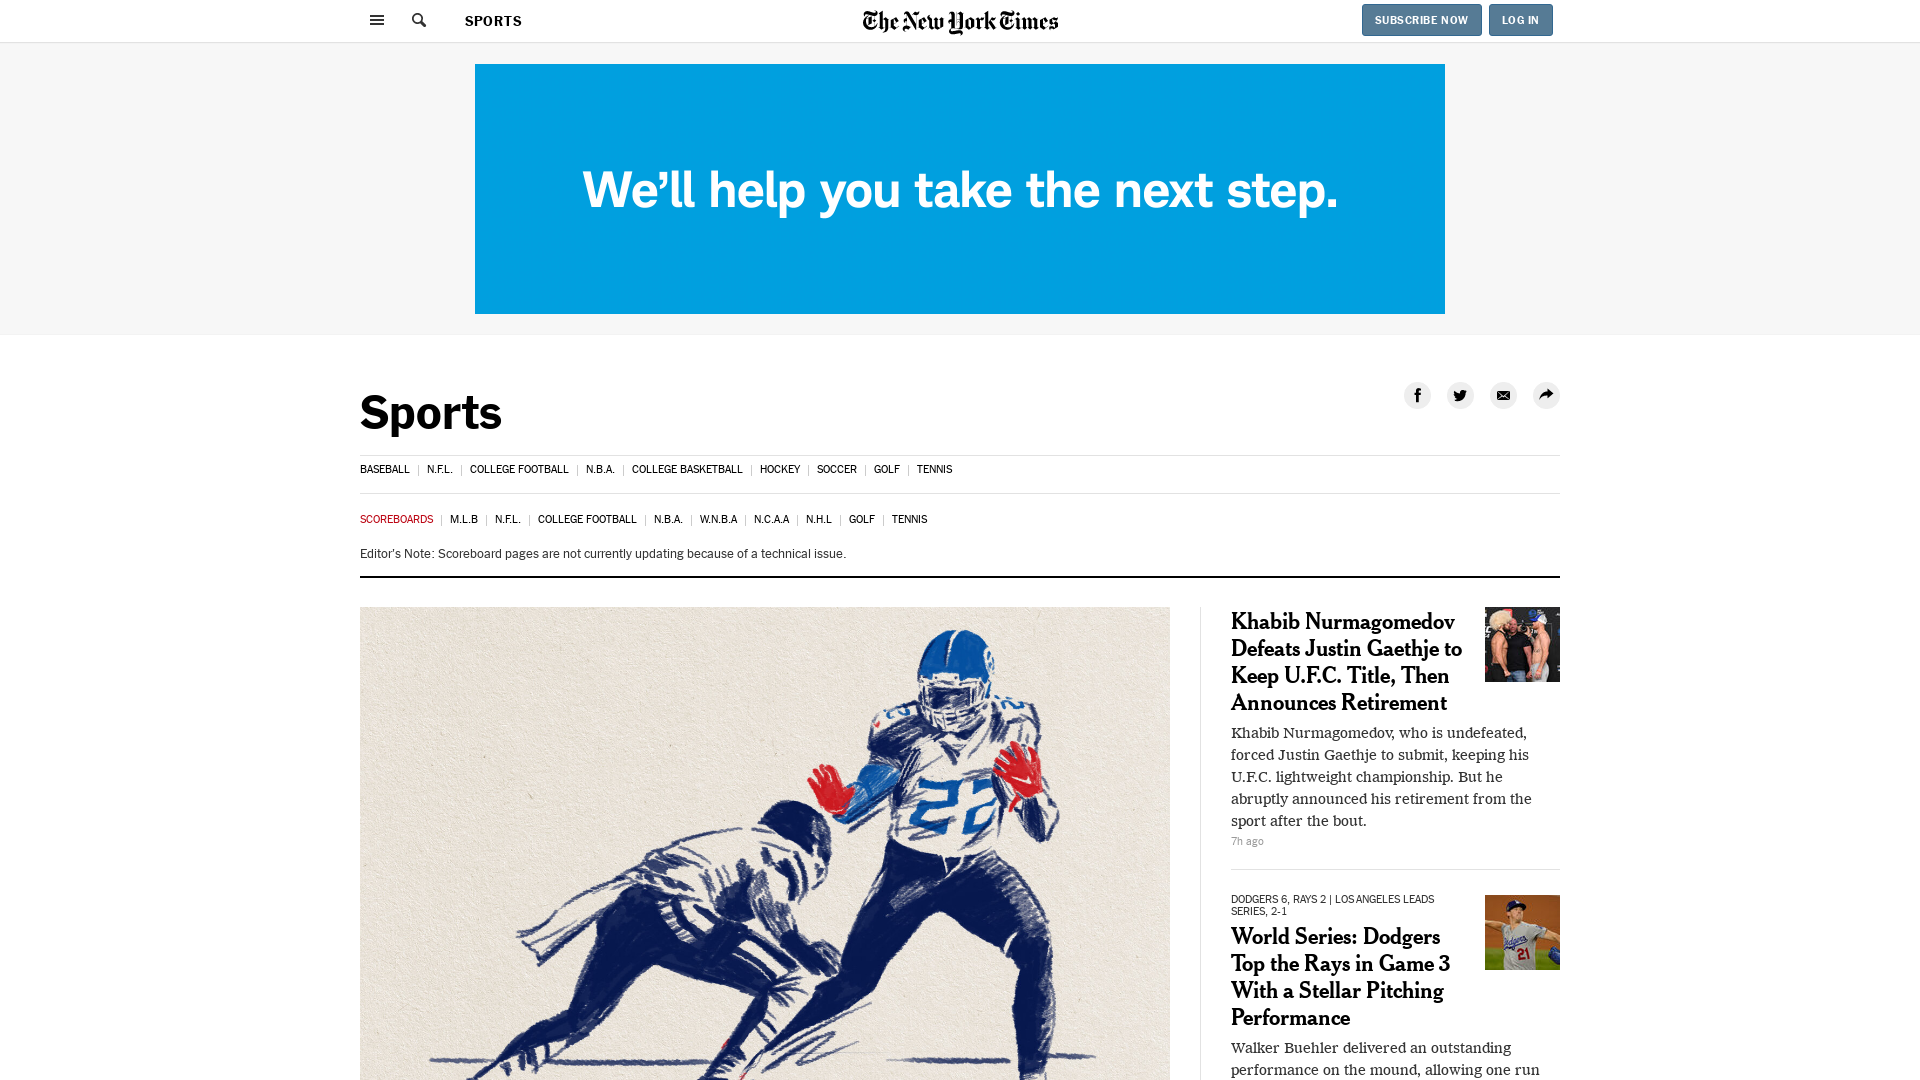 SPORTS
The New York Times
SUBSCRIBE NOW
LOG IN
We'll help you take the next step.
Sports
BASEBALL | N.F.L. | COLLEGE FOOTBALL | N.B.A. | COLLEGE BASKETBALL | HOCKEY | SOCCER | GOLF | TENNIS
SCOREBOARDS | M.L.B | N.F.L. | COLLEGE FOOTBALL | N.B.A. | W.N.B.A | N.C.A.A | N.H.L | GOLF | TENNIS
Editor's Note: Scoreboard pages are not currently updating because of a technical issue.
22
22
22
Khabib Nurmagomedov
Defeats Justin Gaethje to
Keep U.F.C. Title, Then
Announces Retirement
Khabib Nurmagomedov, who is undefeated,
forced Justin Gaethje to submit, keeping his
U.F.C. lightweight championship. But he
abruptly announced his retirement from the
sport after the bout.
7h ago
DODGERS 6, RAYS 2 | LOS ANGELES LEADS
SERIES, 2-1
World Series: Dodgers
Top the Rays in Game 3
With a Stellar Pitching
Performance
Dodgers
21
Walker Buehler delivered an outstanding
performance on the mound, allowing one run